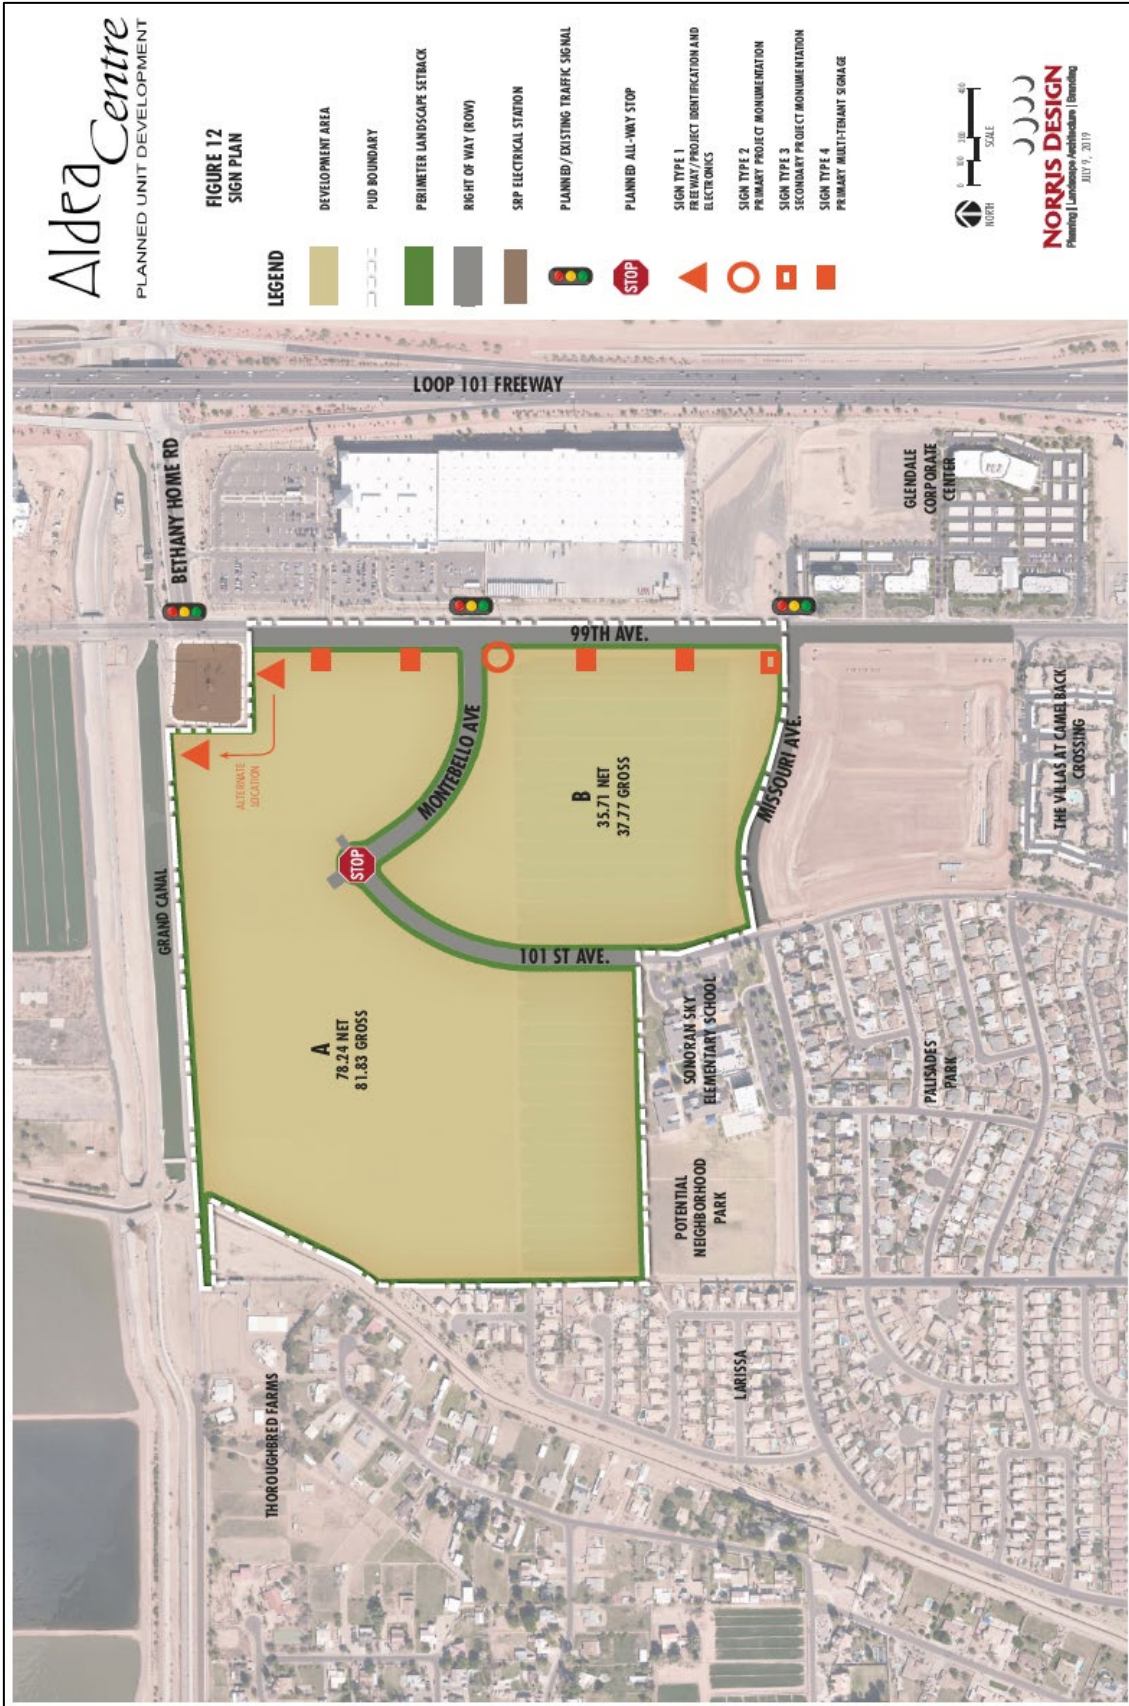 Aldea
Centre
PLANNED UNIT DEVELOPMENT
FIGURE 12
SIGN PLAN
LEGEND
DEVELOPMENT AREA
PUD BOUNDARY
PERIMETER LANDSCAPE SETBACK
RIGHT OF WAY (ROW)
SRP ELECTRICAL STATION
PLANNED/EXISTING TRAFFIC SIGNAL
STOP
PLANNED ALL-WAY STOP
SIGN TYPE 1
FREEWAY/PROJECT IDENTIFICATION AND
ELECTRONICS
SIGN TYPE 2
PRIMARY PROJECT MONUMENTATION
SIGN TYPE 3
SECONDARY PROJECT MONUMENTATION
SIGN TYPE 4
PRIMARY MULTI-TENANT SIGNAGE
NORTH
0 100 200 400
SCALE
NORRIS DESIGN
Planning | Landscape Architecture | Branding
JULY 9, 2019
LOOP 101 FREEWAY
BETHANY HOME RD
GLENDALE
CORPORATE
CENTER
99TH AVE.
ALTERNATE
LOCATION
MONTEBELLO AVE
MISSOURI AVE.
THE VILLAS AT CAMELBACK
CROSSING
B
35.71 NET
37.77 GROSS
STOP
GRAND CANAL
101 ST AVE.
A
78.24 NET
81.83 GROSS
SONORAN SKY
ELEMENTARY SCHOOL
PALISADES
PARK
POTENTIAL
NEIGHBORHOOD
PARK
LARISSA
THOROUGHBRED FARMS